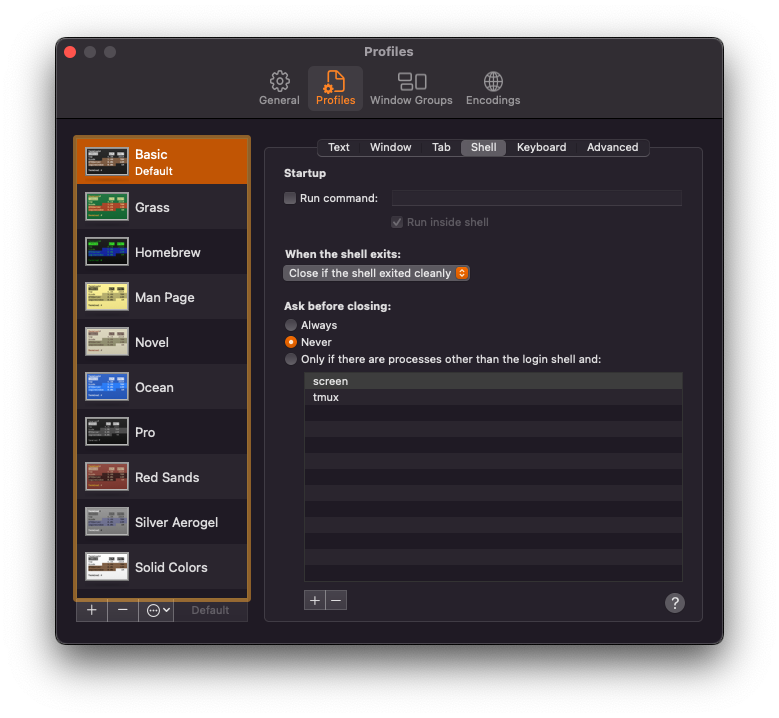 Profiles
General
Profiles
Window Groups
Encodings
Basic
Default
Grass
Homebrew
Man Page
Novel
Ocean
Pro
Red Sands
Silver Aerogel
Solid Colors
Default
Text
Window
Tab
Shell
Keyboard
Advanced
Startup
Run command:
Run inside shell
When the shell exits:
Close if the shell exited cleanly
Ask before closing:
Always
Never
Only if there are processes other than the login shell and:
screen
tmux
?